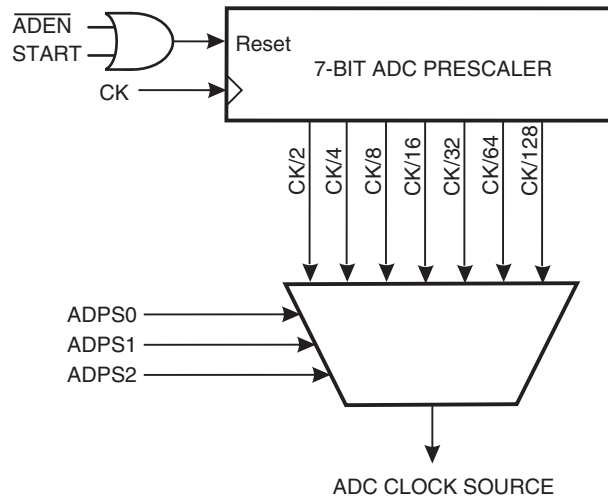 ADEN
START
Reset
7-BIT ADC PRESCALER
CK
CK/2
CK/4
CK/8
CK/16
CK/32
CK/64
CK/128
ADPS0
ADPS1
ADPS2
ADC CLOCK SOURCE